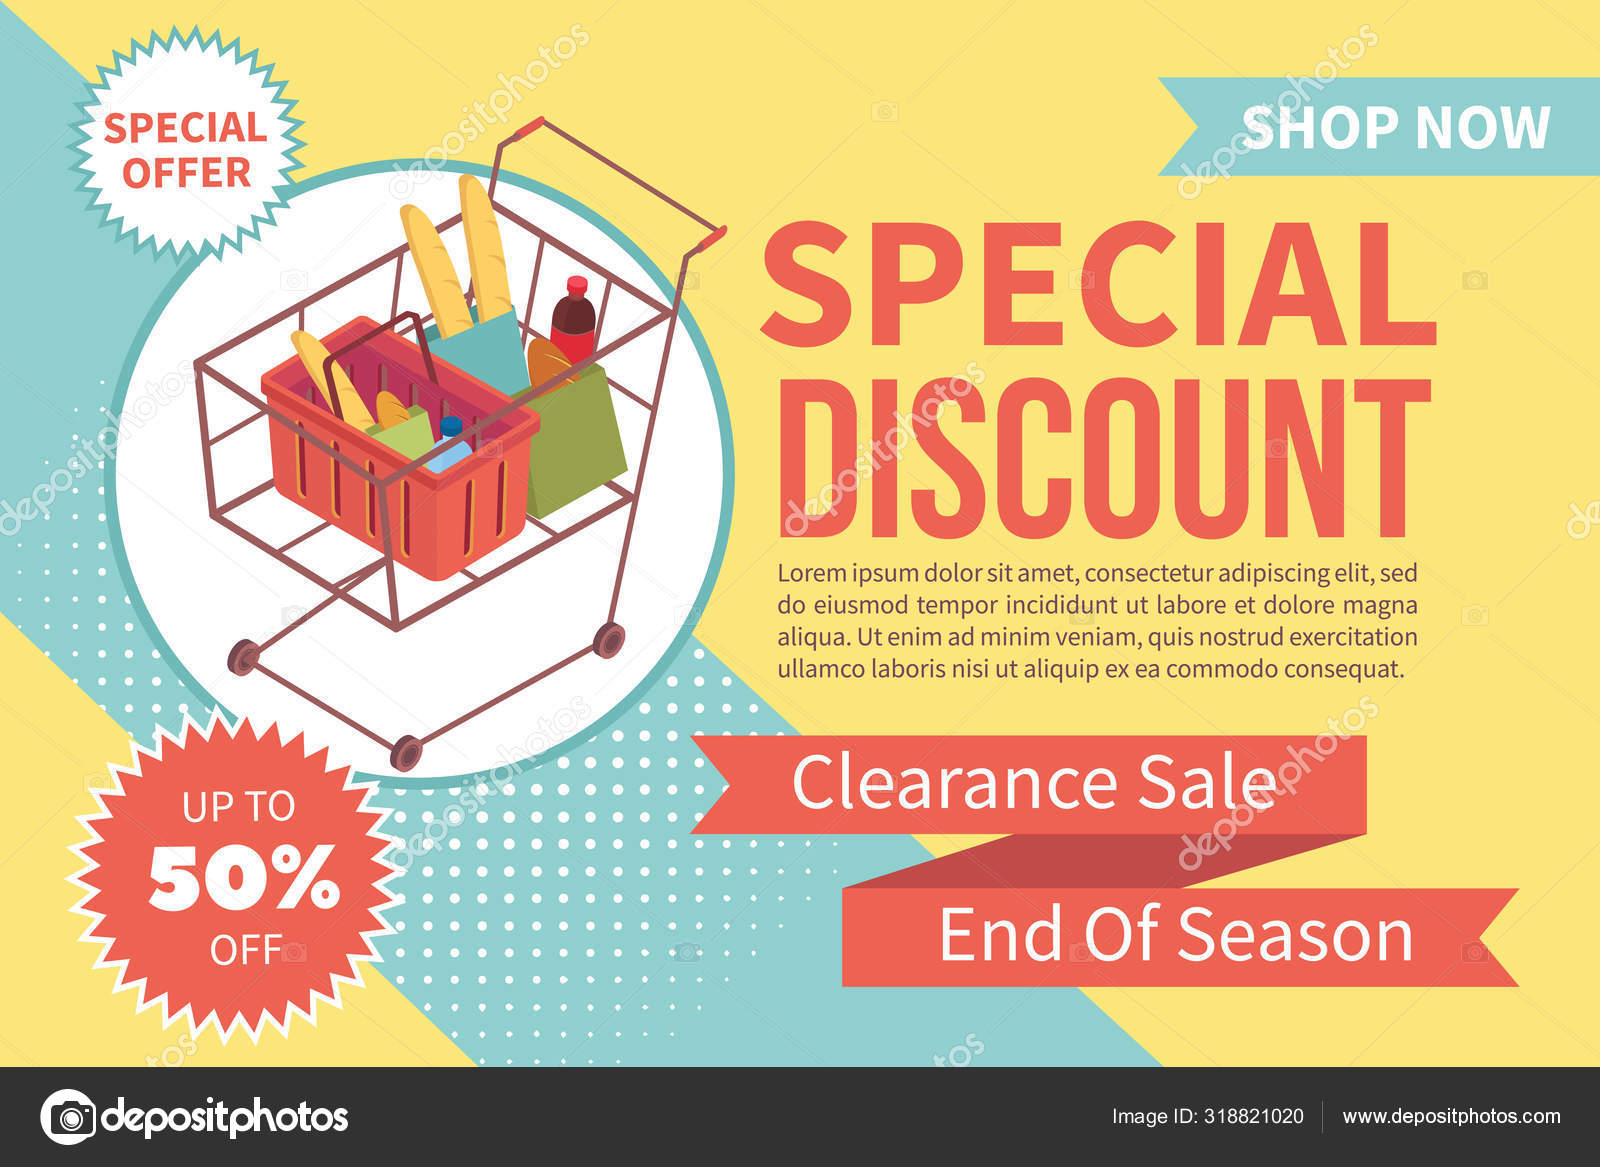 SPECIAL
OFFER
SHOP NOW
SPECIAL
DISCOUNT
Lorem ipsum dolor sit amet, consectetur adipiscing elit, sed
do eiusmod tempor incididunt ut labore et dolore magna
aliqua. Ut enim ad minim veniam, quis nostrud exercitation
ullamco laboris nisi ut aliquip ex ea commodo consequat.
Clearance Sale
End Of Season
UP TO
50%
OFF
depositphotos
Image ID: 318821020
www.depositphotos.com